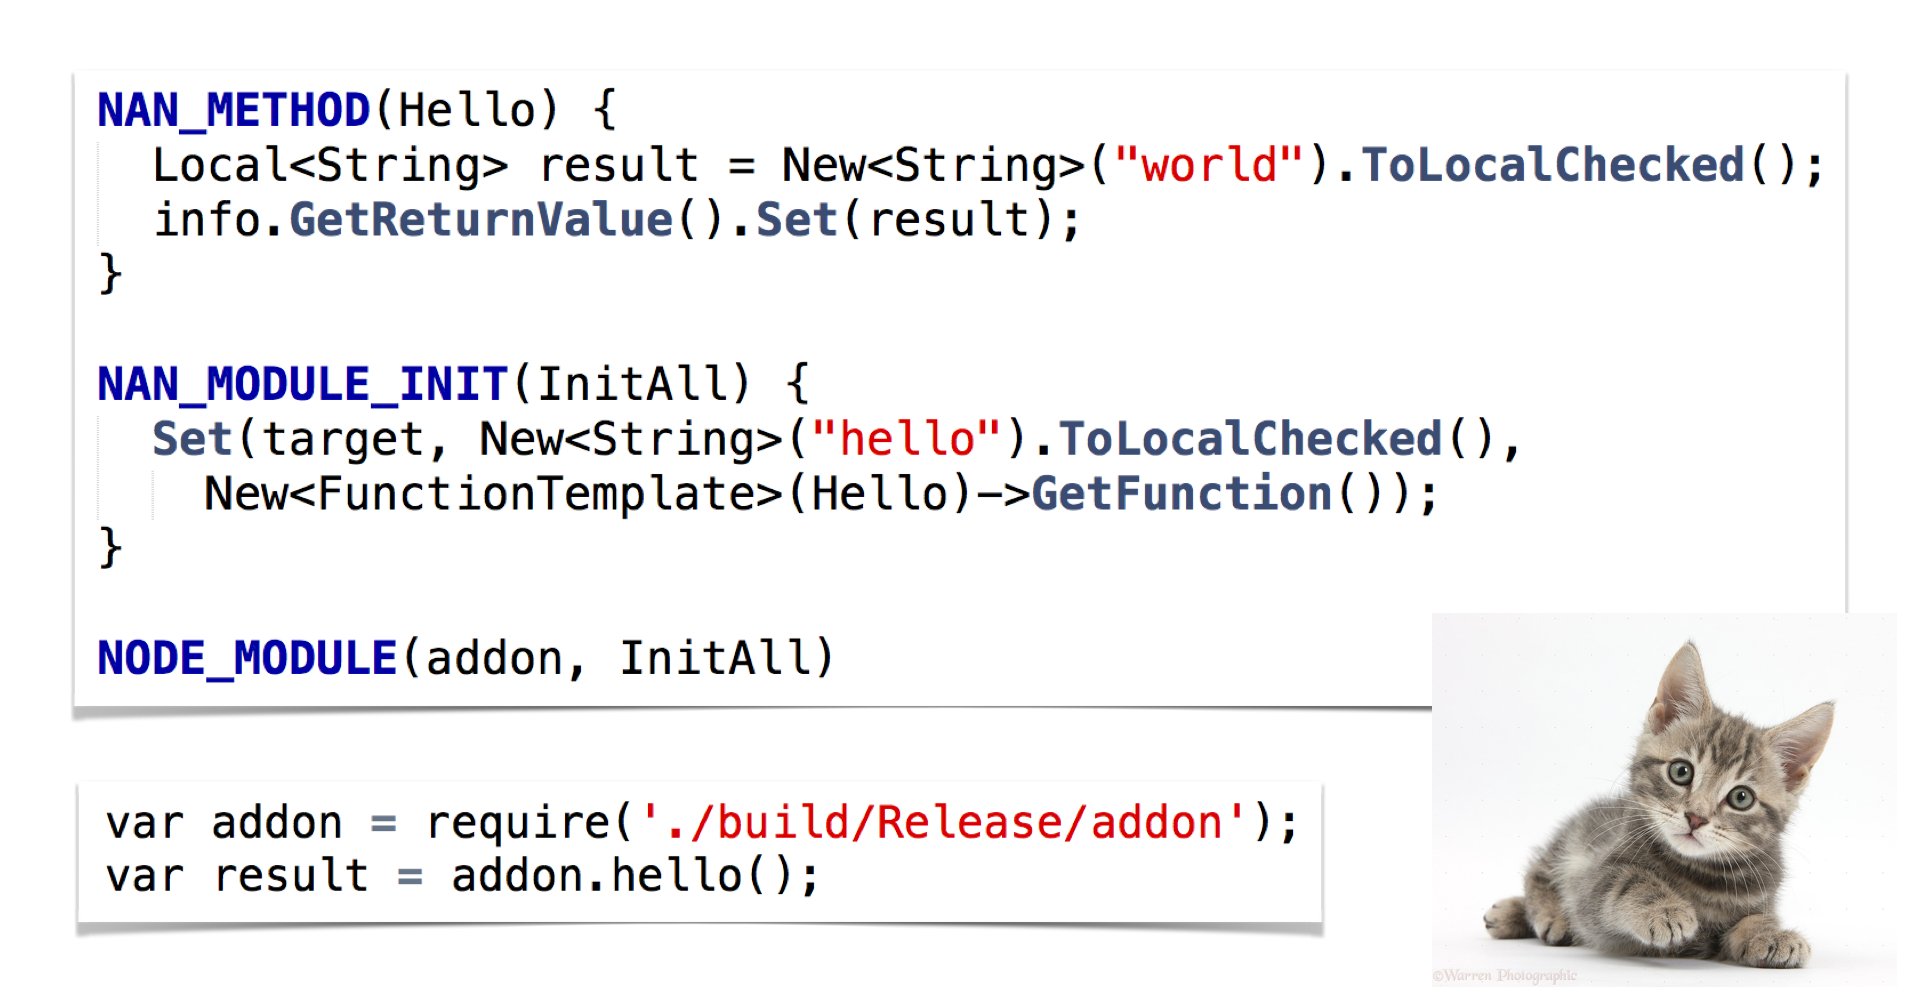 NAN_METHOD(Hello) {
Local<String> result = New<String>("world").ToLocalChecked();
info.GetReturnValue().Set(result);
}
NAN_MODULE_INIT(InitAll) {
Set(target, New<String>("hello").ToLocalChecked(),
New<FunctionTemplate>(Hello)->GetFunction());
}
NODE_MODULE(addon, InitAll)
var addon = require('./build/Release/addon');
var result = addon.hello();
©Warren Photographic